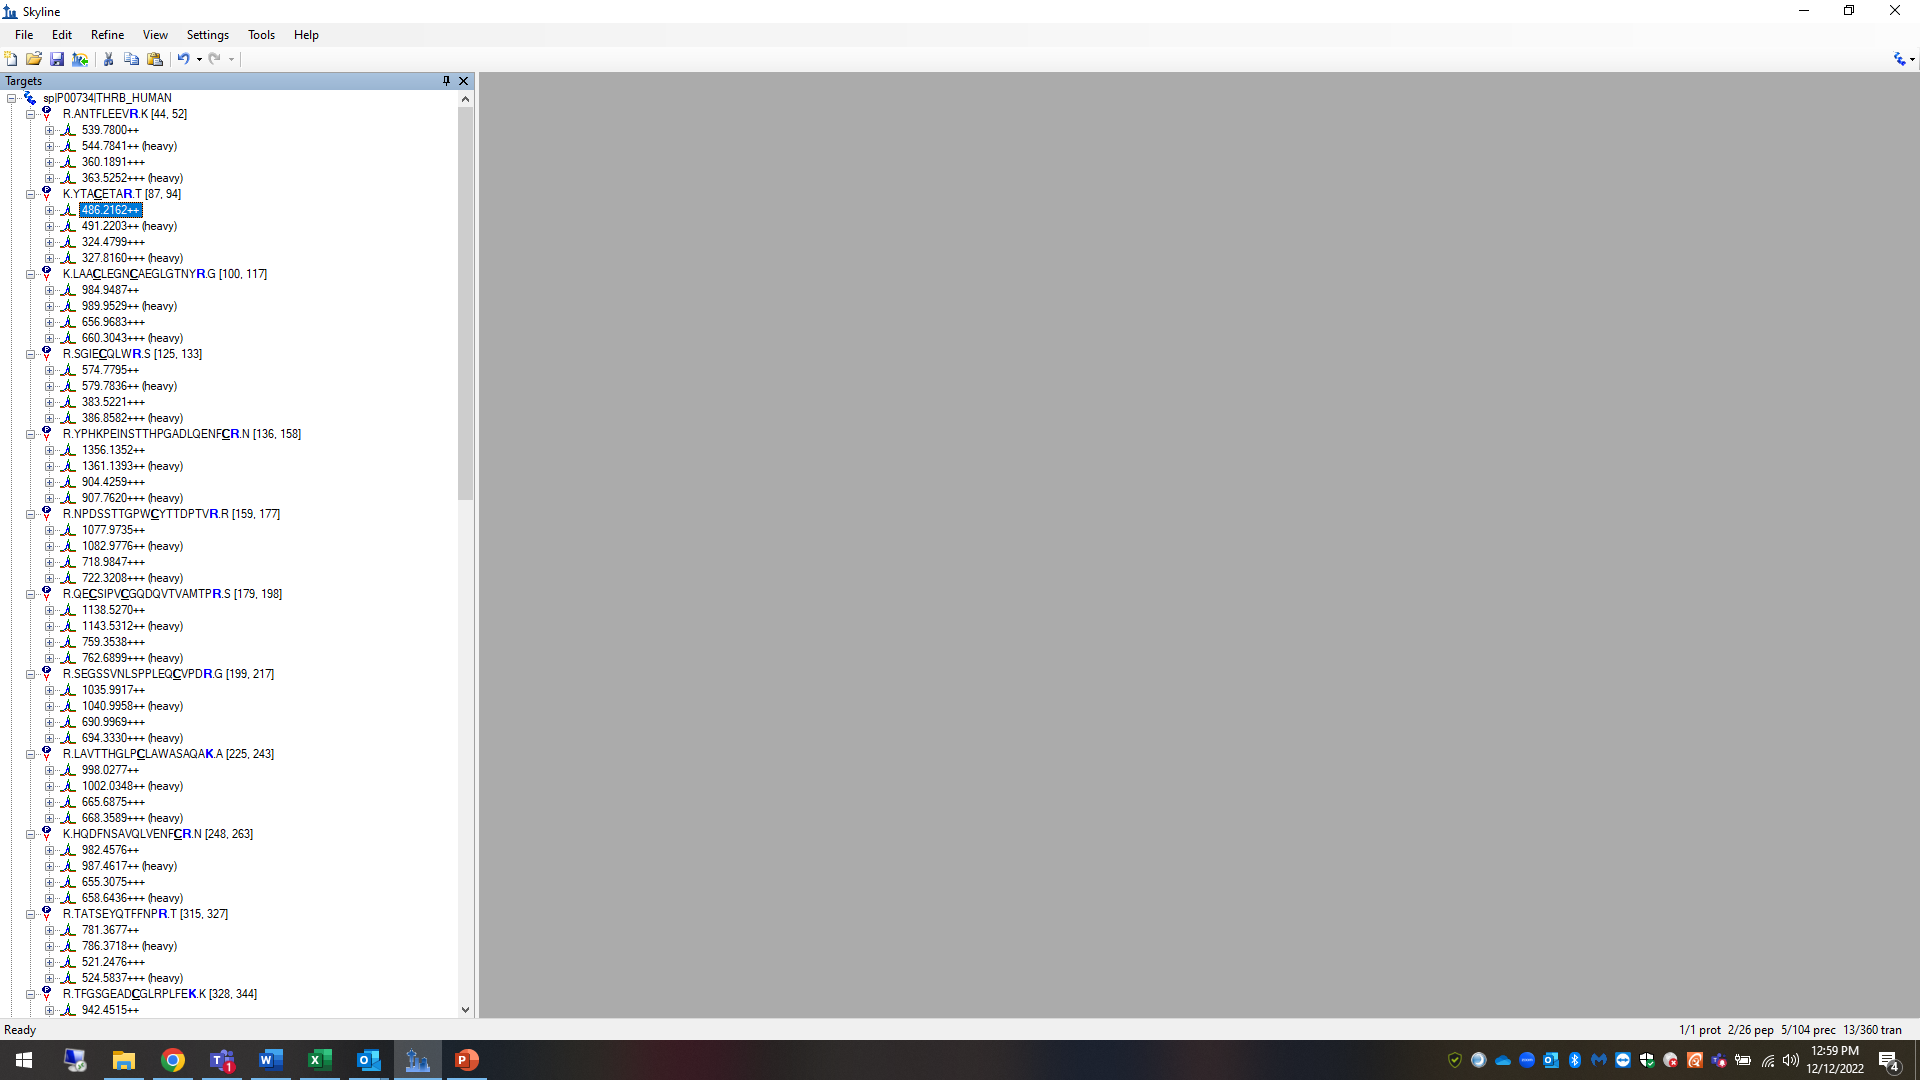 Skyline
File Edit Refine View Settings Tools Help
Targets
sp|P00734|THRB_HUMAN
R.ANTFLEEVR.K [44, 52]
539.7800++
544.7841++ (heavy)
360.1891+++
363.5252+++ (heavy)
K.YTACETAR.T [87, 94]
486.2162++
491.2203++ (heavy)
324.4799+++
327.8160+++ (heavy)
K.LAACLEGNCAEGLGTNYR.G [100, 117]
984.9487++
989.9529++ (heavy)
656.9683+++
660.3043+++ (heavy)
R.SGIECQLWR.S [125, 133]
574.7795++
579.7836++ (heavy)
383.5221+++
386.8582+++ (heavy)
R.YPHKPEINSTTHPGADLQENFCR.N [136, 158]
1356.1352++
1361.1393++ (heavy)
904.4259+++
907.7620+++ (heavy)
R.NPDSSTTGPWCYTTDPTVR.R [159, 177]
1077.9735++
1082.9776++ (heavy)
718.9847+++
722.3208+++ (heavy)
R.QECSIPVCGQDQVTVAMTPR.S [179, 198]
1138.5270++
1143.5312++ (heavy)
759.3538+++
762.6899+++ (heavy)
R.SEGSSVNLSPPLEQCVPDR.G [199, 217]
1035.9917++
1040.9958++ (heavy)
690.9969+++
694.3330+++ (heavy)
R.LAVTTHGLPCLAWASAQAK.A [225, 243]
998.0277++
1002.0348++ (heavy)
665.6875+++
668.3589+++ (heavy)
K.HQDFNSAVQLVENFCR.N [248, 263]
982.4576++
987.4617++ (heavy)
655.3075+++
658.6436+++ (heavy)
R.TATSEYQTFFNPR.T [315, 327]
781.3677++
786.3718++ (heavy)
521.2476+++
524.5837+++ (heavy)
R.TFGSGEADCGLRPLFEK.K [328, 344]
942.4515++
Ready
1/1 prot 2/26 pep 5/104 prec 13/360 tran
12:59 PM
12/12/2022
1
4